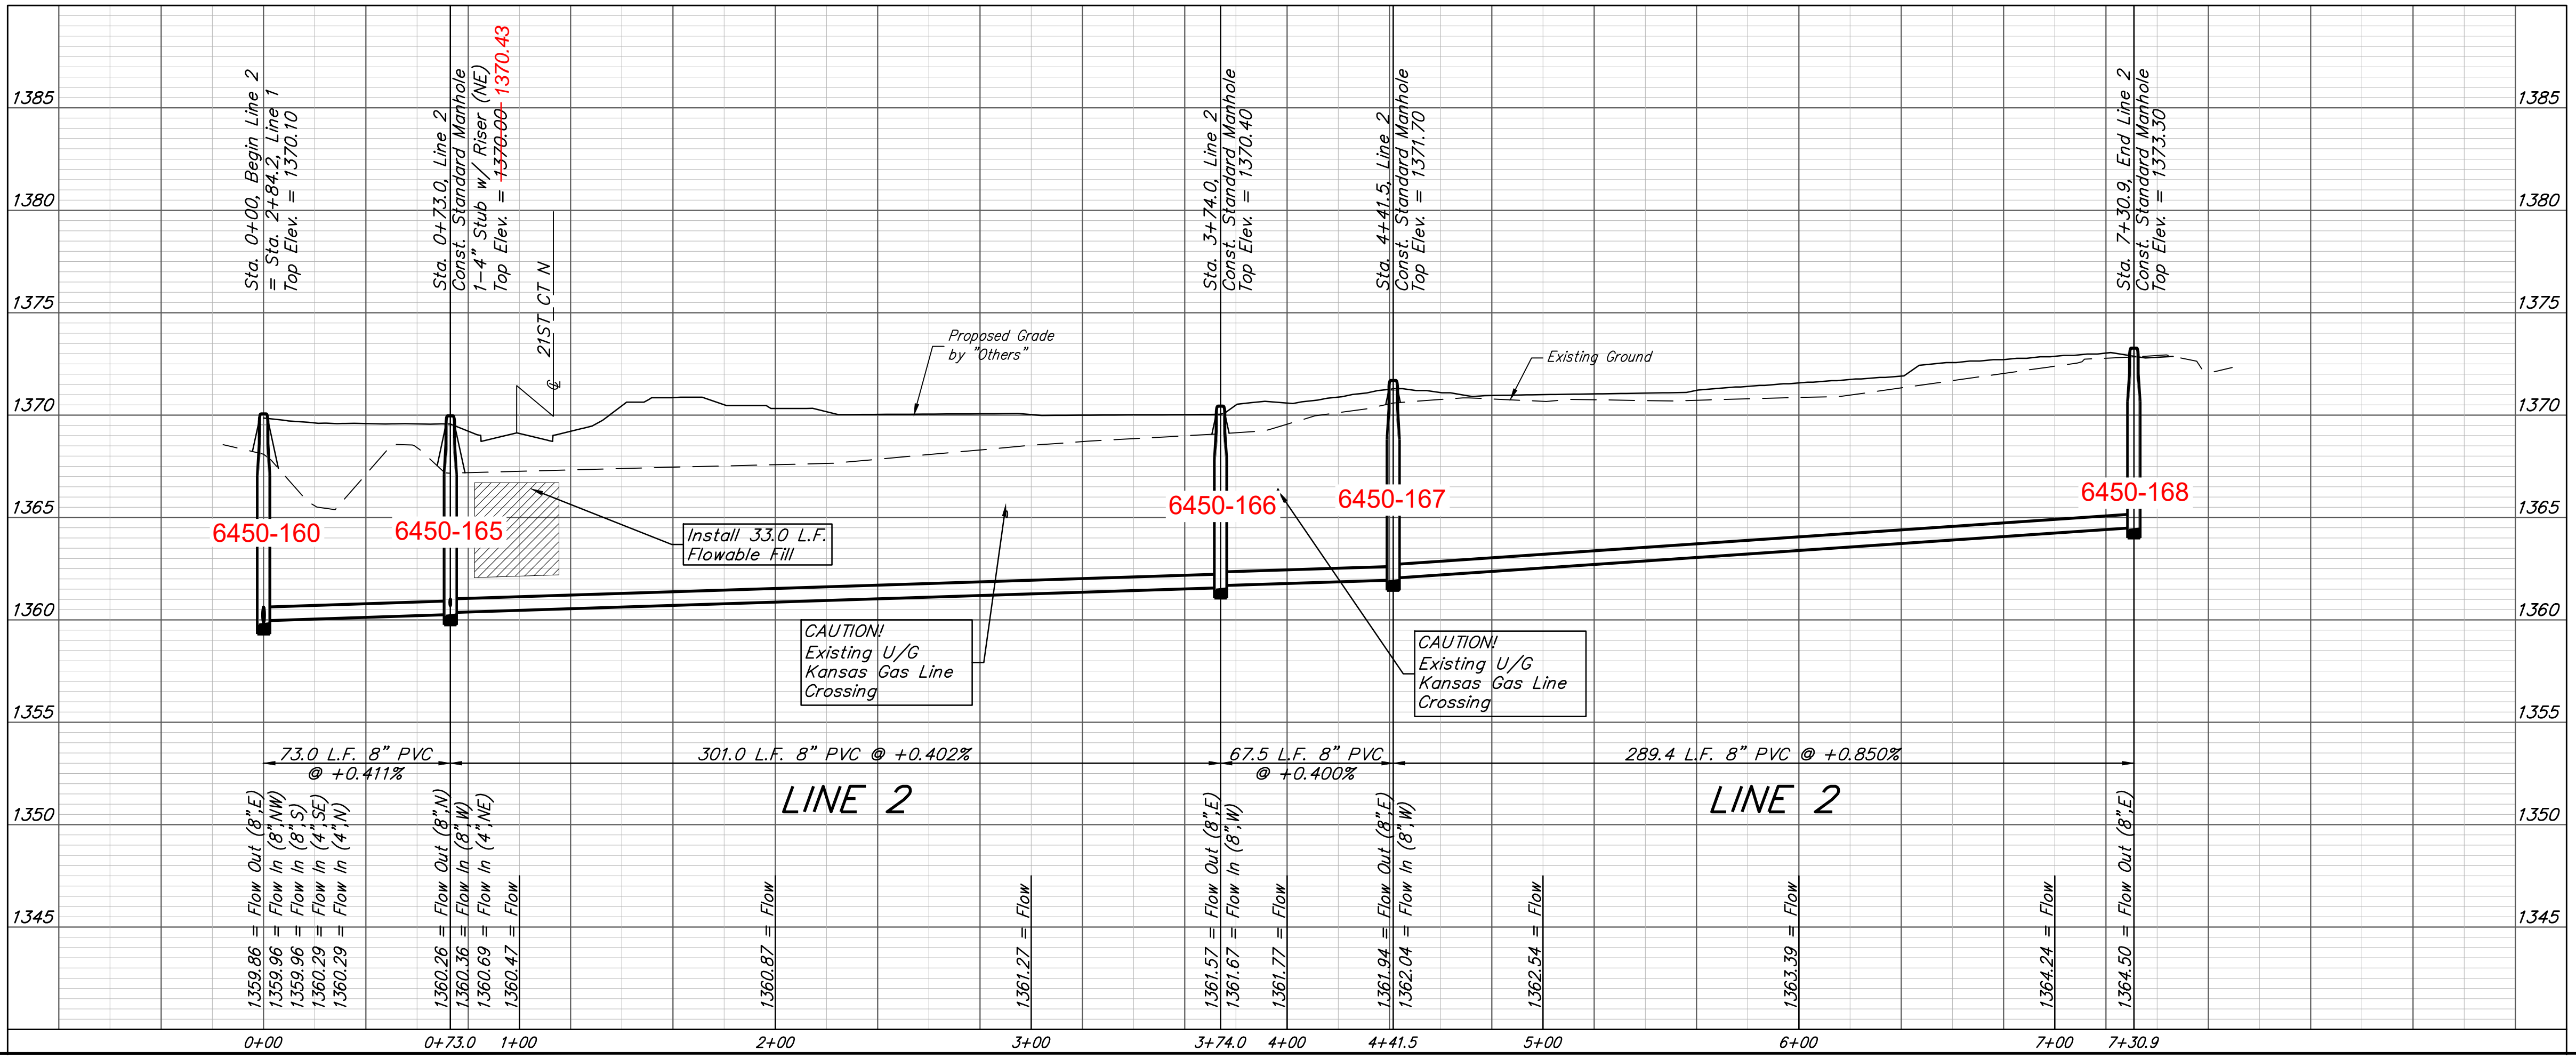 Sta. 0+00, Begin Line 2
= Sta. 2+84.2, Line 1
Top Elev. = 1370.10
Sta. 0+73.0, Line 2
Const. Standard Manhole
1-4" Stub w/ Riser (NE)
Top Elev. = 1370.00 1370.43
21ST CT N
℄
Sta. 3+74.0, Line 2
Const. Standard Manhole
Top Elev. = 1370.40
Sta. 4+41.5, Line 2
Const. Standard Manhole
Top Elev. = 1371.70
Sta. 7+30.9, End Line 2
Const. Standard Manhole
Top Elev. = 1373.30
1385
1385
1380
1380
1375
1375
1370
1370
1365
1365
1360
1360
1355
1355
1350
1350
1345
1345
Proposed Grade
by "Others"
Existing Ground
6450-160
6450-165
6450-166
6450-167
6450-168
Install 33.0 L.F.
Flowable Fill
CAUTION!
Existing U/G
Kansas Gas Line
Crossing
CAUTION!
Existing U/G
Kansas Gas Line
Crossing
73.0 L.F. 8" PVC
@ +0.411%
301.0 L.F. 8" PVC @ +0.402%
67.5 L.F. 8" PVC
@ +0.400%
289.4 L.F. 8" PVC @ +0.850%
LINE 2
LINE 2
1359.86 = Flow Out (8",E)
1359.96 = Flow In (8",NW)
1359.96 = Flow In (8",S)
1360.29 = Flow In (4",SE)
1360.29 = Flow In (4",N)
1360.26 = Flow Out (8",N)
1360.36 = Flow In (8",W)
1360.69 = Flow In (4",NE)
1360.47 = Flow
1360.87 = Flow
1361.27 = Flow
1361.57 = Flow Out (8",E)
1361.67 = Flow In (8",W)
1361.77 = Flow
1361.94 = Flow Out (8",E)
1362.04 = Flow In (8",W)
1362.54 = Flow
1363.39 = Flow
1364.24 = Flow
1364.50 = Flow Out (8",E)
0+00
0+73.0
1+00
2+00
3+00
3+74.0
4+00
4+41.5
5+00
6+00
7+00
7+30.9